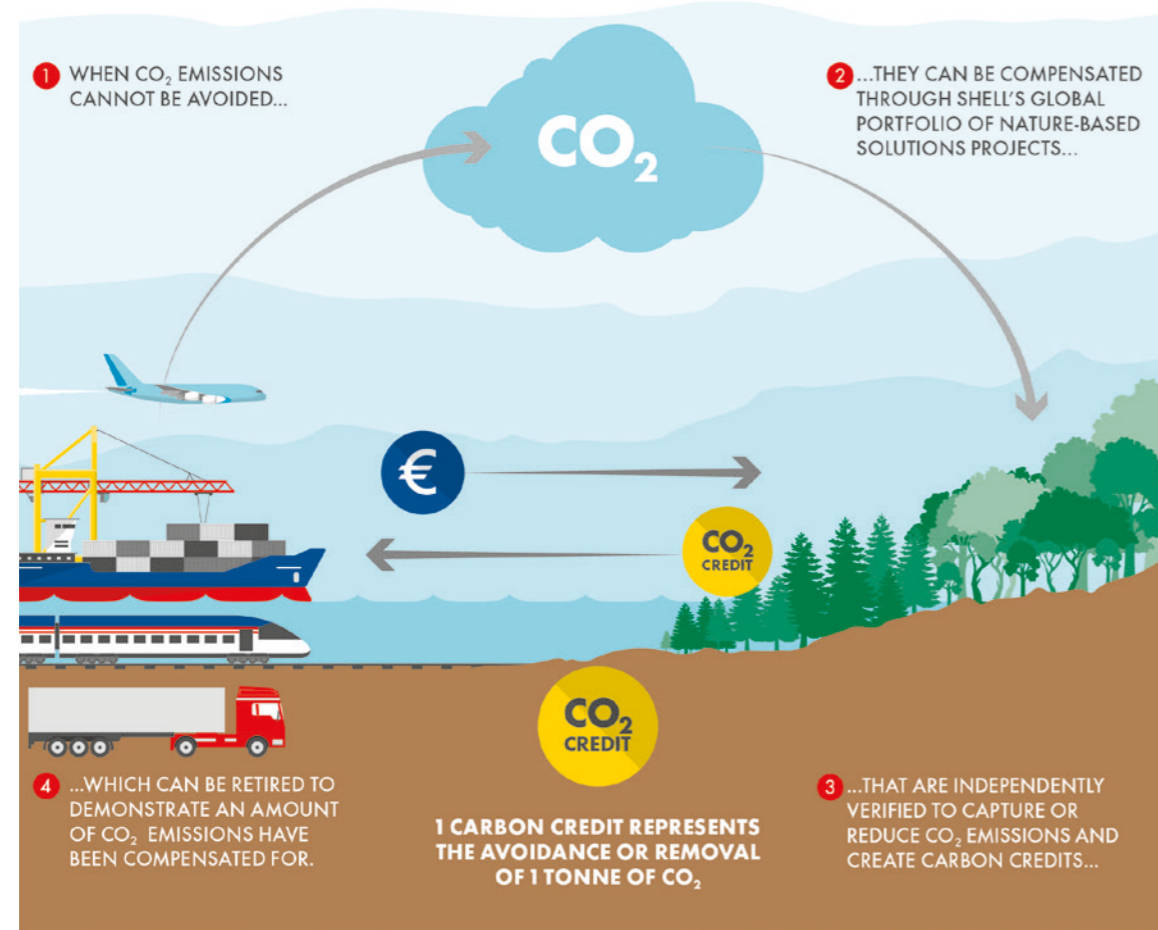 1 WHEN CO₂ EMISSIONS
CANNOT BE AVOIDED...
CO₂
2 ...THEY CAN BE COMPENSATED
THROUGH SHELL'S GLOBAL
PORTFOLIO OF NATURE-BASED
SOLUTIONS PROJECTS...
€
CO₂
CREDIT
CO₂
CREDIT
1 CARBON CREDIT REPRESENTS
THE AVOIDANCE OR REMOVAL
OF 1 TONNE OF CO₂
3 ...THAT ARE INDEPENDENTLY
VERIFIED TO CAPTURE OR
REDUCE CO₂ EMISSIONS AND
CREATE CARBON CREDITS...
4 ...WHICH CAN BE RETIRED TO
DEMONSTRATE AN AMOUNT
OF CO₂ EMISSIONS HAVE
BEEN COMPENSATED FOR.